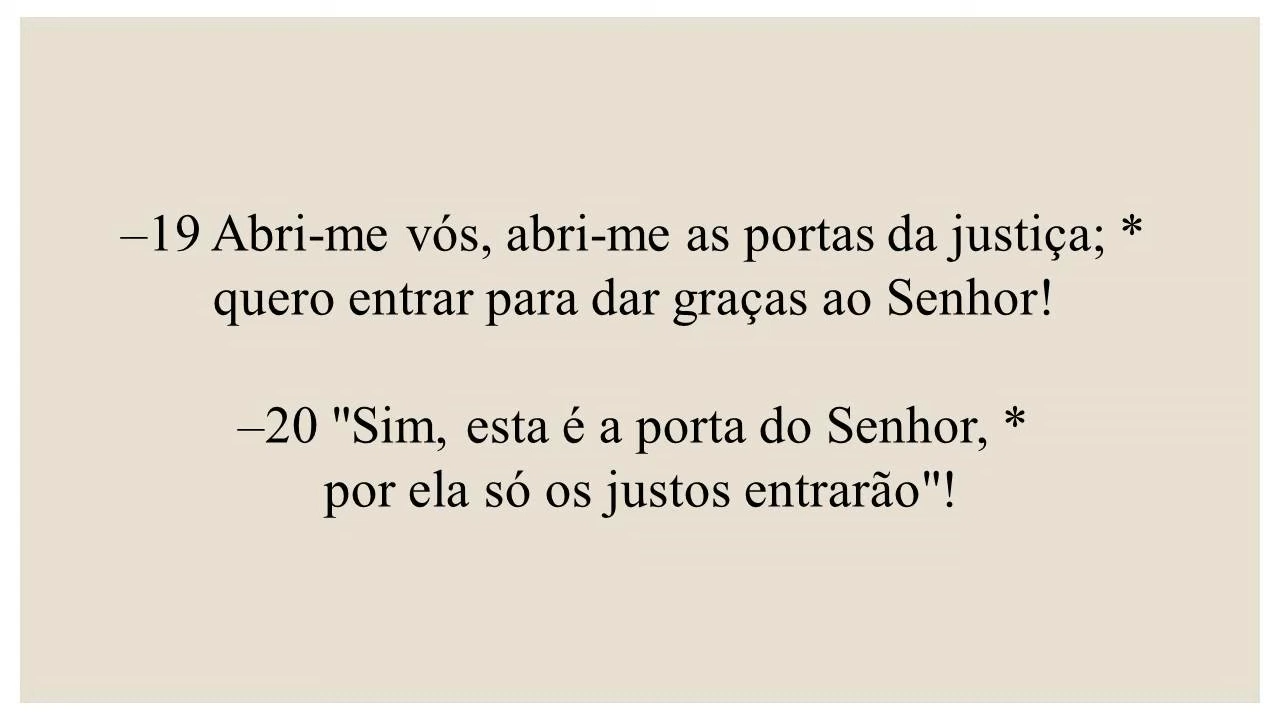 –19 Abri-me vós, abri-me as portas da justiça; *
quero entrar para dar graças ao Senhor!
–20 "Sim, esta é a porta do Senhor, *
por ela só os justos entrarão"!